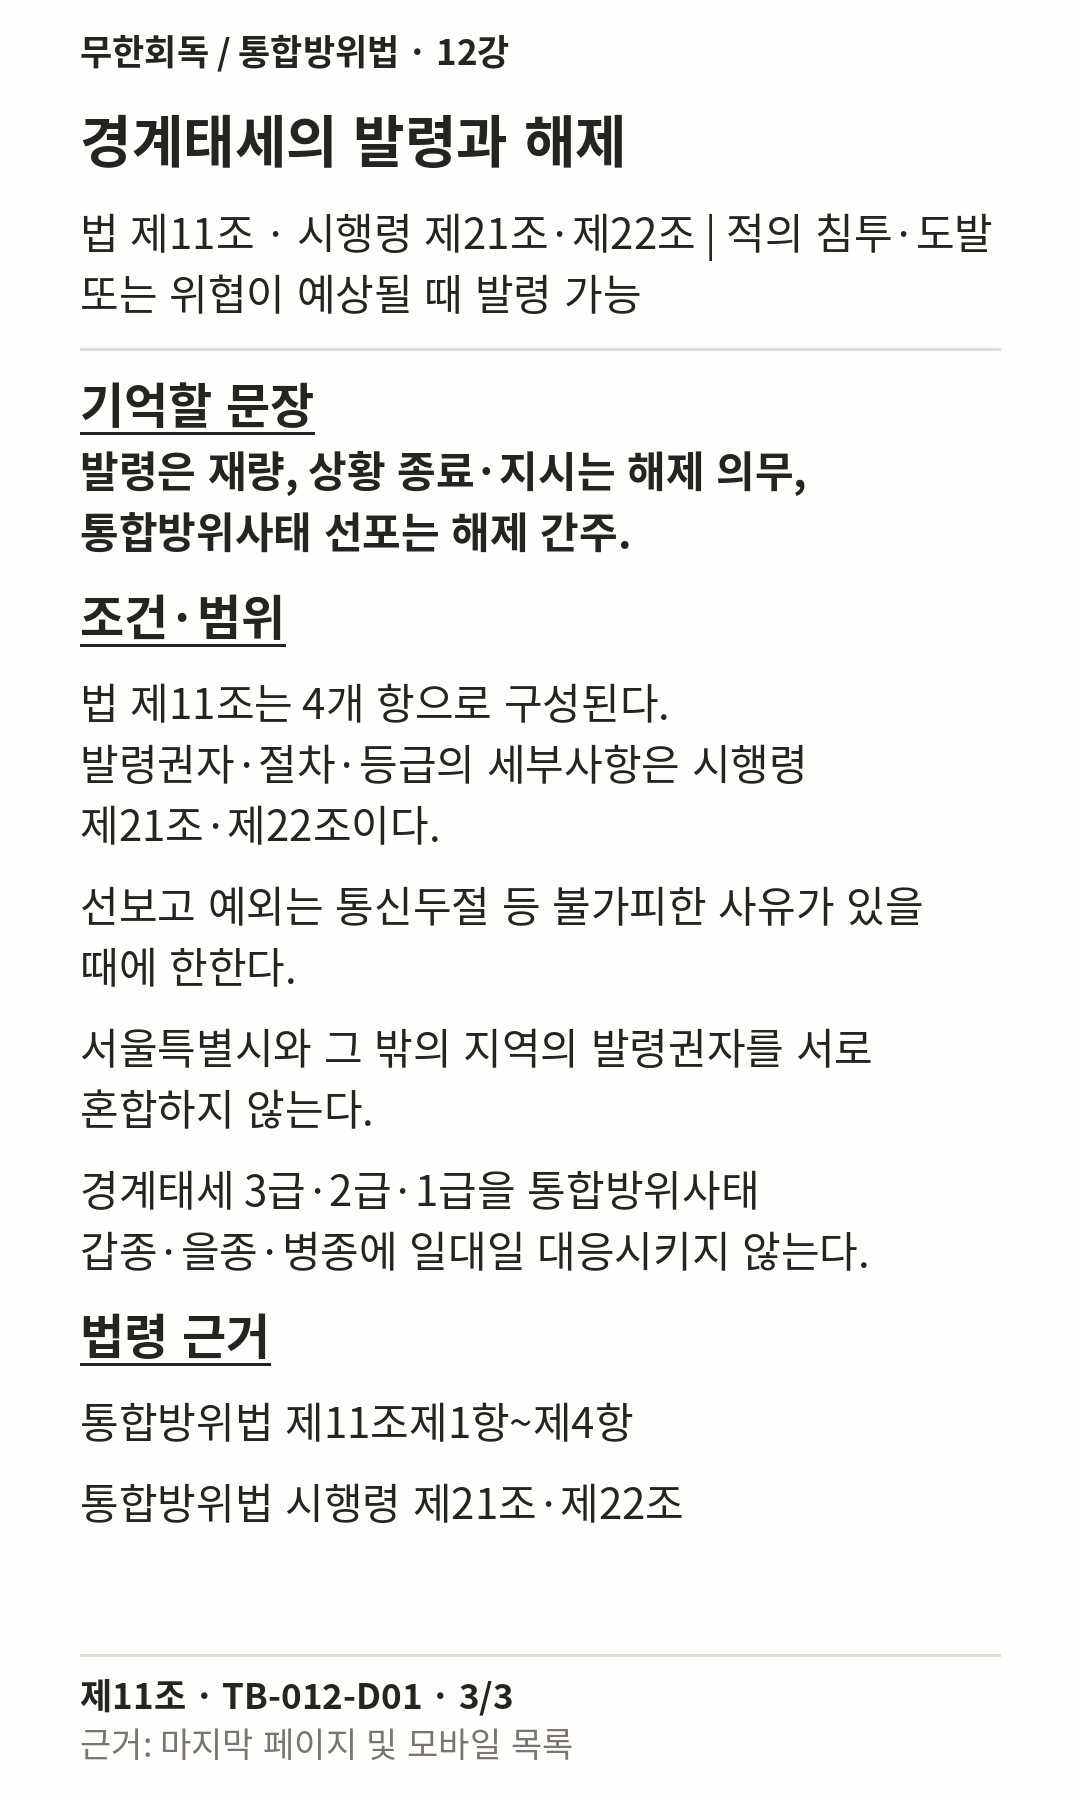 무한회독 / 통합방위법 · 12강
경계태세의 발령과 해제
법 제11조 · 시행령 제21조·제22조 | 적의 침투·도발
또는 위협이 예상될 때 발령 가능
기억할 문장
발령은 재량, 상황 종료·지시는 해제 의무,
통합방위사태 선포는 해제 간주.
조건·범위
법 제11조는 4개 항으로 구성된다.
발령권자·절차·등급의 세부사항은 시행령
제21조·제22조이다.
선보고 예외는 통신두절 등 불가피한 사유가 있을
때에 한한다.
서울특별시와 그 밖의 지역의 발령권자를 서로
혼합하지 않는다.
경계태세 3급·2급·1급을 통합방위사태
갑종·을종·병종에 일대일 대응시키지 않는다.
법령 근거
통합방위법 제11조제1항~제4항
통합방위법 시행령 제21조·제22조
제11조 · TB-012-D01 · 3/3
근거: 마지막 페이지 및 모바일 목록